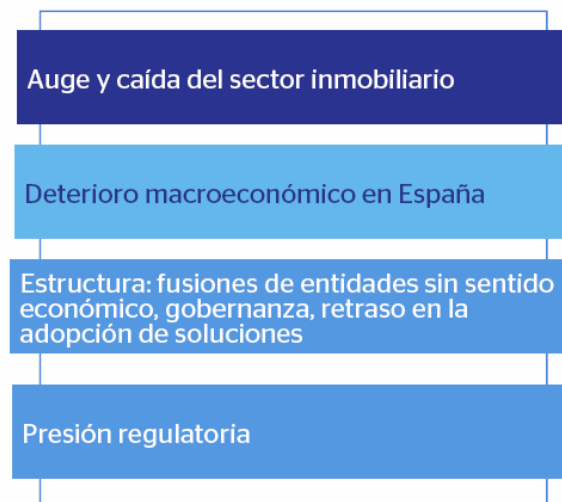 Auge y caída del sector inmobiliario
Deterioro macroeconómico en España
Estructura: fusiones de entidades sin sentido
económico, gobernanza, retraso en la
adopción de soluciones
Presión regulatoria